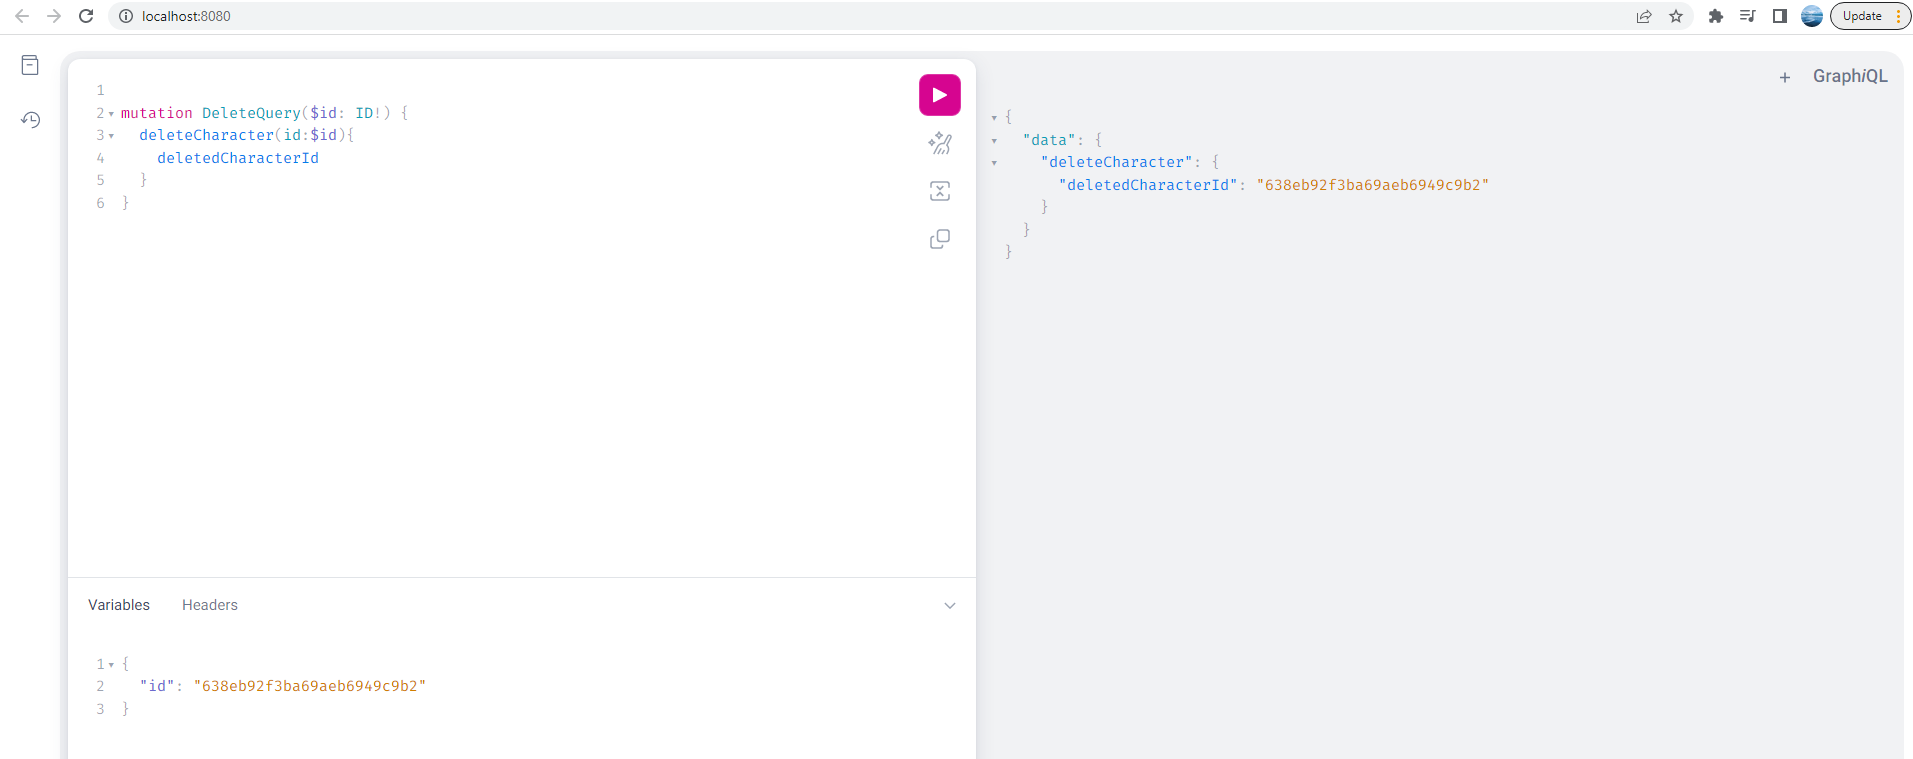 localhost:8080
Update
1
2 mutation DeleteQuery($id: ID!) {
3 deleteCharacter(id:$id){
4 deletedCharacterId
5 }
6 }
Variables Headers
1 {
2 "id": "638eb92f3ba69aeb6949c9b2"
3 }
+ GraphiQL
{
"data": {
"deleteCharacter": {
"deletedCharacterId": "638eb92f3ba69aeb6949c9b2"
}
}
}